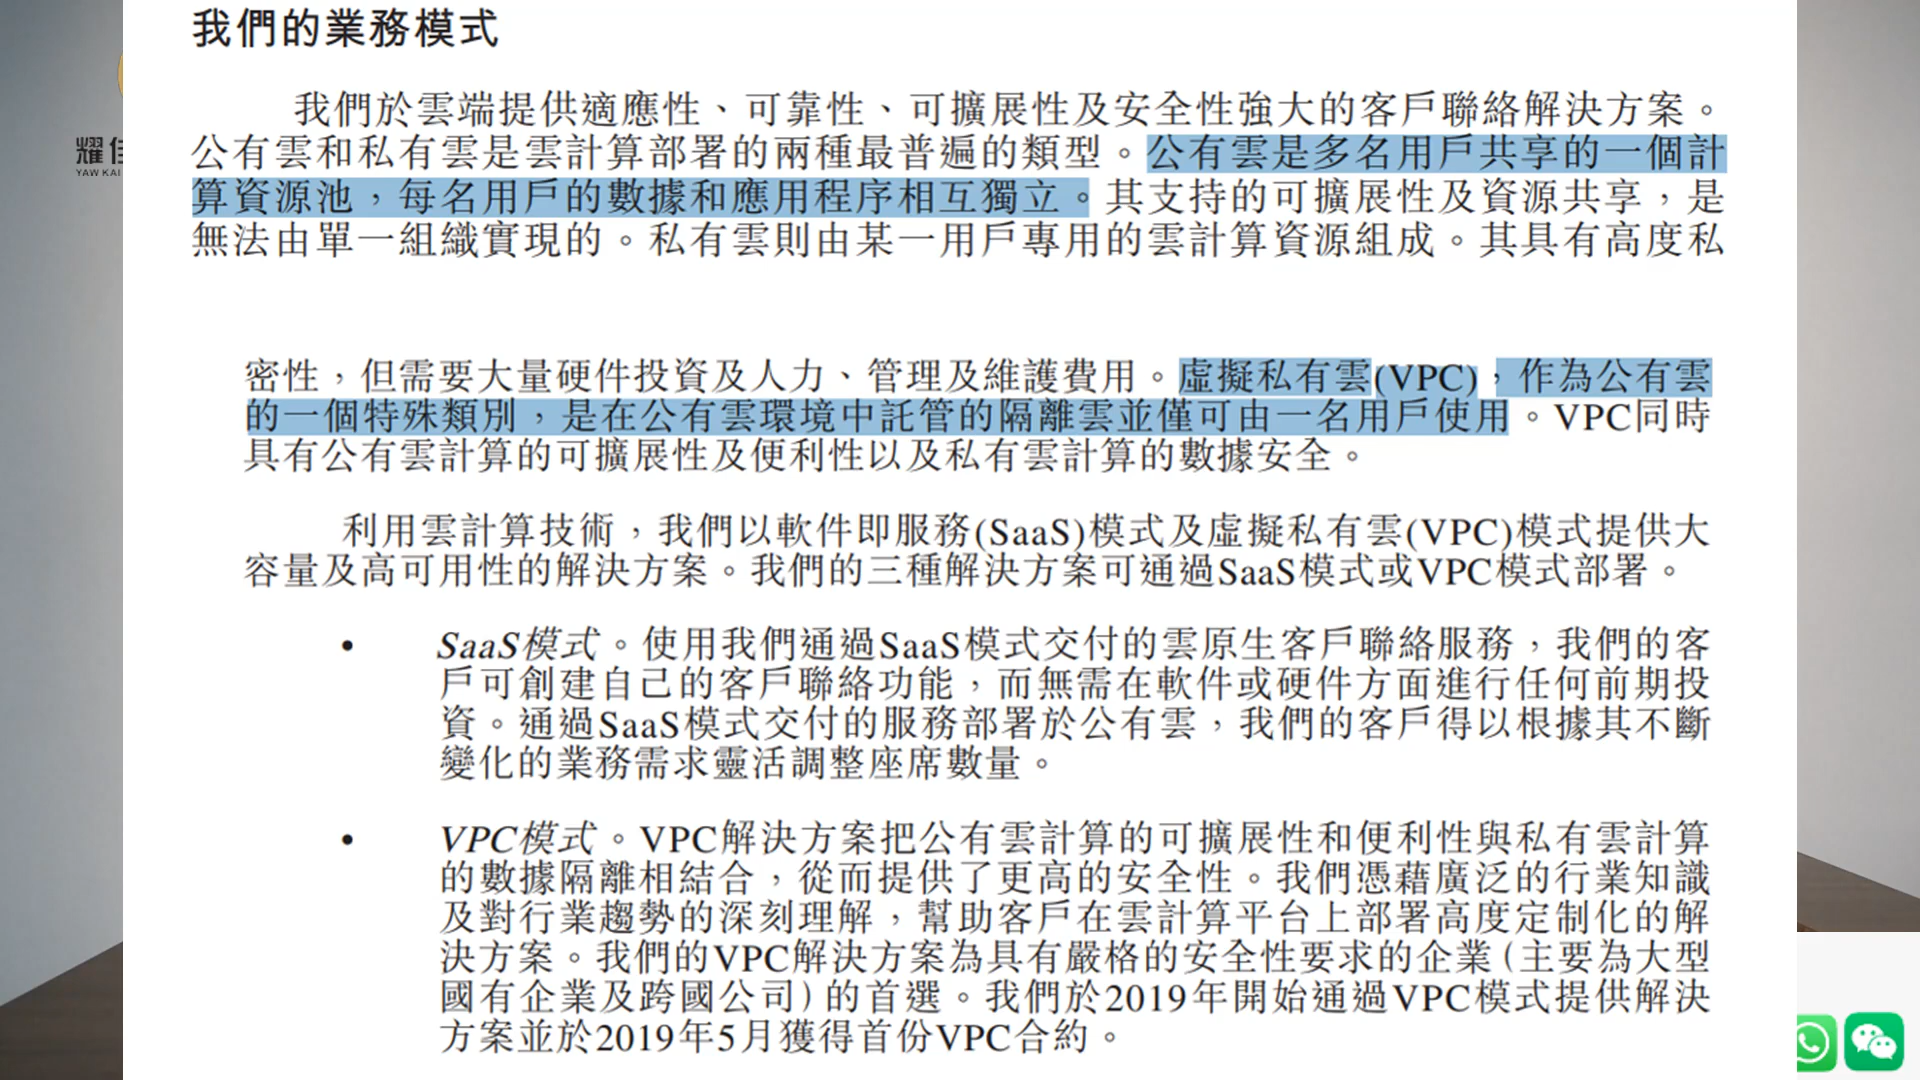 我們的業務模式
我們於雲端提供適應性、可靠性、可擴展性及安全性強大的客戶聯絡解決方案。
公有雲和私有雲是雲計算部署的兩種最普遍的類型。公有雲是多名用戶共享的一個計
算資源池，每名用戶的數據和應用程序相互獨立。其支持的可擴展性及資源共享，是
無法由單一組織實現的。私有雲則由某一用戶專用的雲計算資源組成。其具有高度私
耀
YAW KAI
密性，但需要大量硬件投資及人力、管理及維護費用。虛擬私有雲(VPC)，作為公有雲
的一個特殊類別，是在公有雲環境中託管的隔離雲並僅可由一名用戶使用。VPC同時
具有公有雲計算的可擴展性及便利性以及私有雲計算的數據安全。
利用雲計算技術，我們以軟件即服務(SaaS)模式及虛擬私有雲(VPC)模式提供大
容量及高可用性的解決方案。我們的三種解決方案可通過SaaS模式或VPC模式部署。
• SaaS模式。使用我們通過SaaS模式交付的雲原生客戶聯絡服務，我們的客
戶可創建自己的客戶聯絡功能，而無需在軟件或硬件方面進行任何前期投
資。通過SaaS模式交付的服務部署於公有雲，我們的客戶得以根據其不斷
變化的業務需求靈活調整座席數量。
• VPC模式。VPC解決方案把公有雲計算的可擴展性和便利性與私有雲計算
的數據隔離相結合，從而提供了更高的安全性。我們憑藉廣泛的行業知識
及對行業趨勢的深刻理解，幫助客戶在雲計算平台上部署高度定制化的解
決方案。我們的VPC解決方案為具有嚴格的安全性要求的企業(主要為大型
國有企業及跨國公司)的首選。我們於2019年開始通過VPC模式提供解決
方案並於2019年5月獲得首份VPC合約。